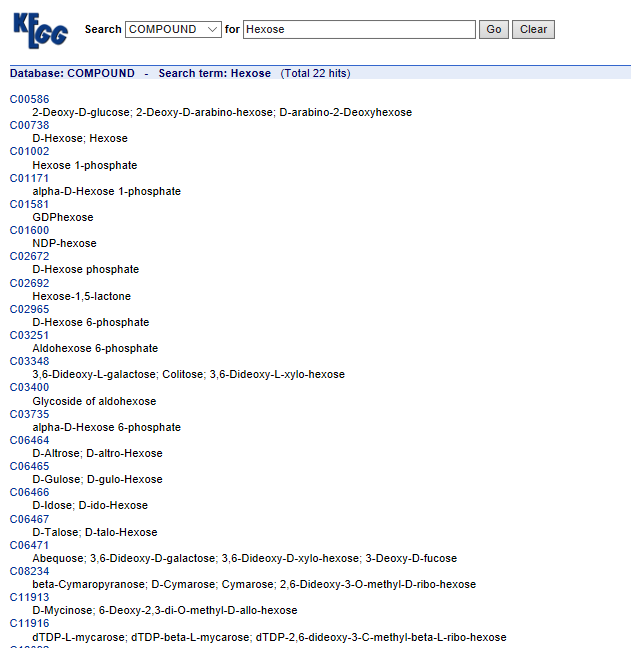 KEGG
Search COMPOUND for Hexose Go Clear
Database: COMPOUND - Search term: Hexose (Total 22 hits)
C00586
2-Deoxy-D-glucose; 2-Deoxy-D-arabino-hexose; D-arabino-2-Deoxyhexose
C00738
D-Hexose; Hexose
C01002
Hexose 1-phosphate
C01171
alpha-D-Hexose 1-phosphate
C01581
GDPhexose
C01600
NDP-hexose
C02672
D-Hexose phosphate
C02692
Hexose-1,5-lactone
C02965
D-Hexose 6-phosphate
C03251
Aldohexose 6-phosphate
C03348
3,6-Dideoxy-L-galactose; Colitose; 3,6-Dideoxy-L-xylo-hexose
C03400
Glycoside of aldohexose
C03735
alpha-D-Hexose 6-phosphate
C06464
D-Altrose; D-altro-Hexose
C06465
D-Gulose; D-gulo-Hexose
C06466
D-Idose; D-ido-Hexose
C06467
D-Talose; D-talo-Hexose
C06471
Abequose; 3,6-Dideoxy-D-galactose; 3,6-Dideoxy-D-xylo-hexose; 3-Deoxy-D-fucose
C08234
beta-Cymaropyranose; D-Cymarose; Cymarose; 2,6-Dideoxy-3-O-methyl-D-ribo-hexose
C11913
D-Mycinose; 6-Deoxy-2,3-di-O-methyl-D-allo-hexose
C11916
dTDP-L-mycarose; dTDP-beta-L-mycarose; dTDP-2,6-dideoxy-3-C-methyl-beta-L-ribo-hexose